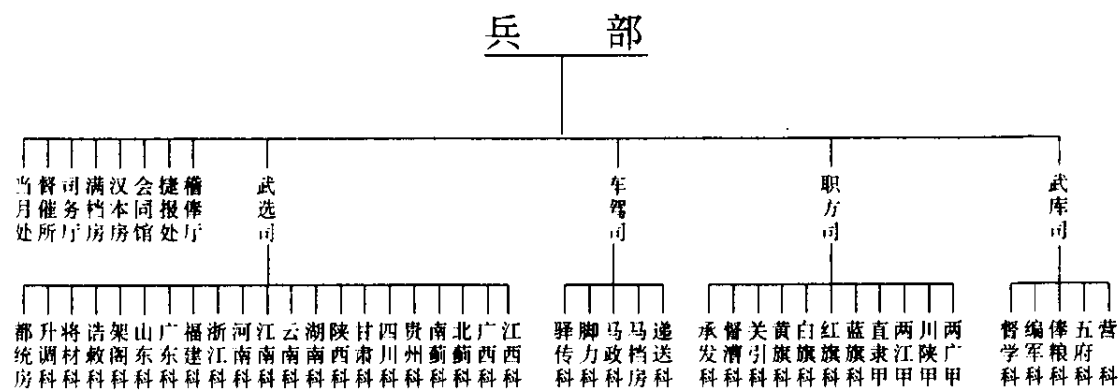 兵部
当月处
督催所
司务厅
满档房
汉本房
会同馆
捷报处
稽俸厅
武选司
车驾司
职方司
武库司
都统房
升调科
将材科
诰敕科
架阁科
山东科
广东科
福建科
浙江科
河南科
江南科
云南科
湖南科
陕西科
甘肃科
四川科
贵州科
南蓟科
北蓟科
广西科
江西科
驿传科
脚力科
马政科
马档房
递送科
承发科
督漕科
关引科
黄旗科
白旗科
红旗科
蓝旗科
直隶甲
两江甲
川陕甲
两广甲
督学科
编军科
俸粮科
五府科
营科